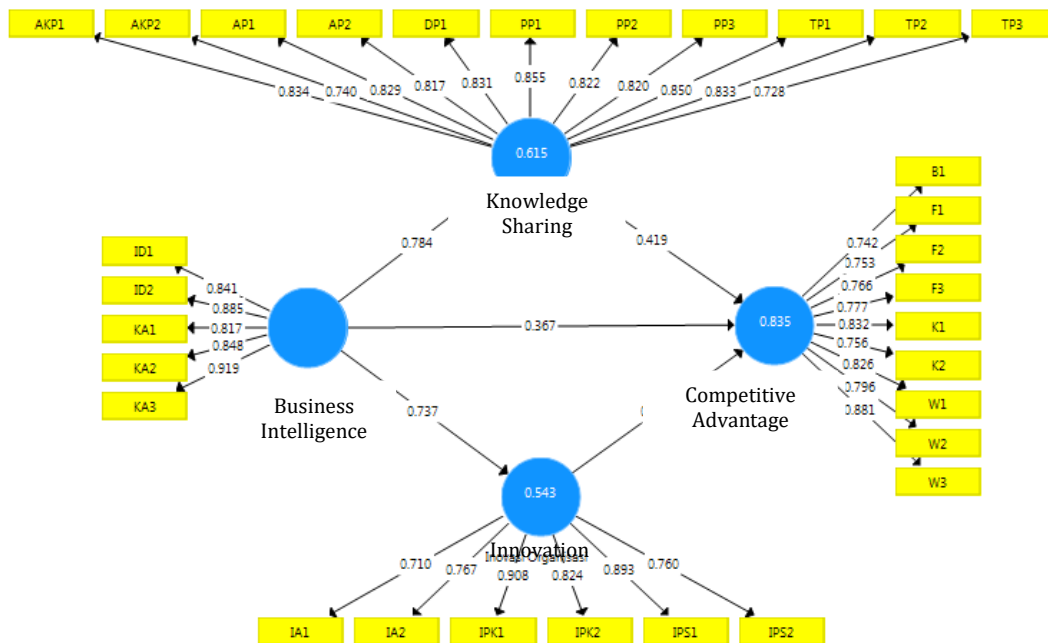 AKP1 AKP2 AP1 AP2 DP1 PP1 PP2 PP3 TP1 TP2 TP3
0.834 0.740 0.829 0.817 0.831 0.855 0.822 0.820 0.850 0.833 0.728
0.615
Knowledge
Sharing
0.784
0.419
ID1
ID2
KA1
KA2
KA3
0.841
0.885
0.817
0.848
0.919
Business
Intelligence
0.367
0.835
Competitive
Advantage
B1
F1
F2
F3
K1
K2
W1
W2
W3
0.742
0.753
0.766
0.777
0.832
0.756
0.826
0.796
0.881
0.737
0.543
Innovation
Inovasi Organisasi
0.710 0.767 0.908 0.824 0.893 0.760
IA1 IA2 IPK1 IPK2 IPS1 IPS2